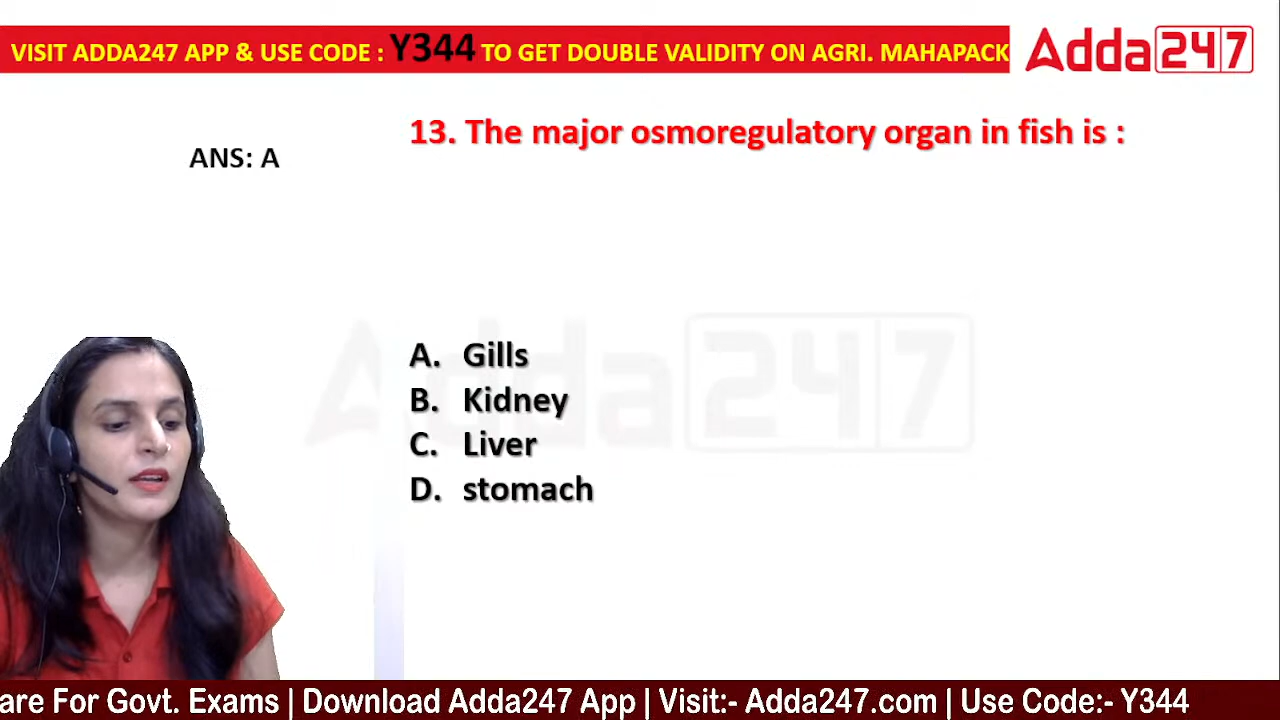 VISIT ADDA247 APP & USE CODE : Y344 TO GET DOUBLE VALIDITY ON AGRI. MAHAPACK
Adda247
13. The major osmoregulatory organ in fish is :
ANS: A
Adda247
A. Gills
B. Kidney
C. Liver
D. stomach
are For Govt. Exams | Download Adda247 App | Visit:- Adda247.com | Use Code:- Y344